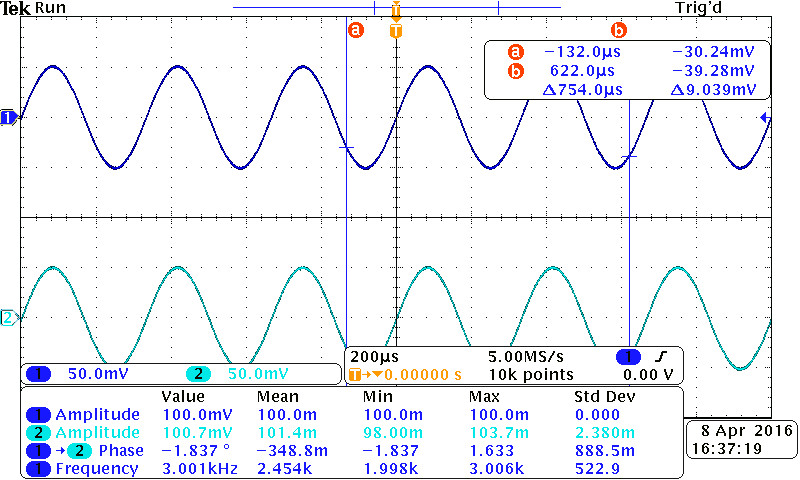 Tek Run Trig'd
T
a T b
a −132.0µs −30.24mV
b 622.0µs −39.28mV
Δ754.0µs Δ9.039mV
1
2
1 50.0mV 2 50.0mV
200µs 5.00MS/s 1
T→▼0.00000 s 10k points 0.00 V
Value Mean Min Max Std Dev
1 Amplitude 100.0mV 100.0m 100.0m 100.0m 0.000
2 Amplitude 100.7mV 101.4m 98.00m 103.7m 2.380m
1 → 2 Phase −1.837 ° −348.8m −1.837 1.633 888.5m
1 Frequency 3.001kHz 2.454k 1.998k 3.006k 522.9
8 Apr 2016
16:37:19